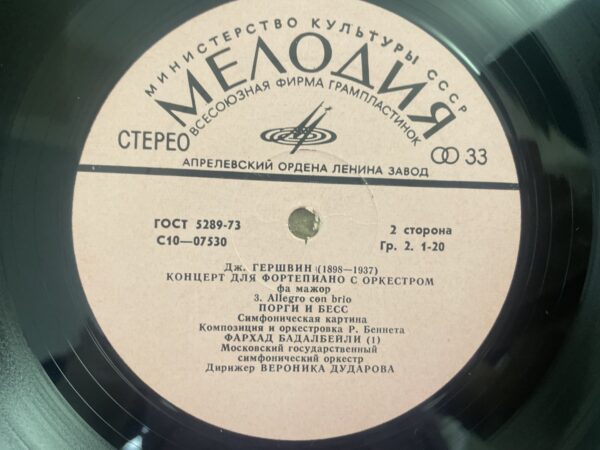 МИНИСТЕРСТВО КУЛЬТУРЫ СССР
МЕЛОДИЯ
ВСЕСОЮЗНАЯ ФИРМА ГРАМПЛАСТИНОК
СТЕРЕО
33
АПРЕЛЕВСКИЙ ОРДЕНА ЛЕНИНА ЗАВОД
ГОСТ 5289-73
С10—07530
2 сторона
Гр. 2. 1-20
Дж. ГЕРШВИН (1898—1937)
КОНЦЕРТ ДЛЯ ФОРТЕПИАНО С ОРКЕСТРОМ
фа мажор
3. Allegro con brio
ПОРГИ И БЕСС
Симфоническая картина
Композиция и оркестровка Р. Беннета
ФАРХАД БАДАЛБЕЙЛИ (1)
Московский государственный
симфонический оркестр
Дирижер ВЕРОНИКА ДУДАРОВА